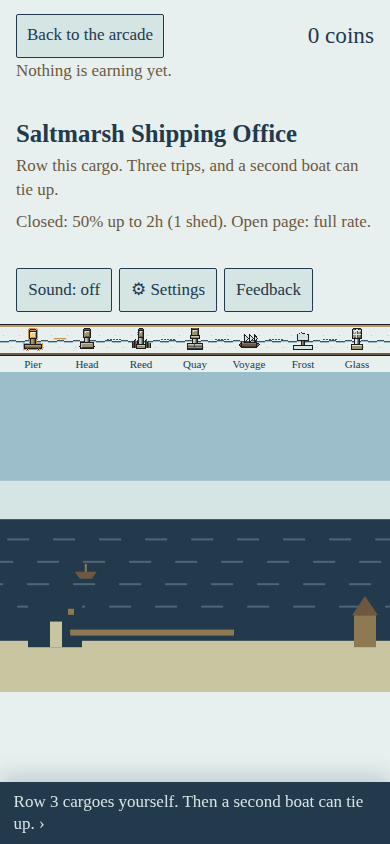 Back to the arcade
0 coins
Nothing is earning yet.
Saltmarsh Shipping Office
Row this cargo. Three trips, and a second boat can
tie up.
Closed: 50% up to 2h (1 shed). Open page: full rate.
Sound: off
⚙ Settings
Feedback
Pier
Head
Reed
Quay
Voyage
Frost
Glass
Row 3 cargoes yourself. Then a second boat can tie
up. ›